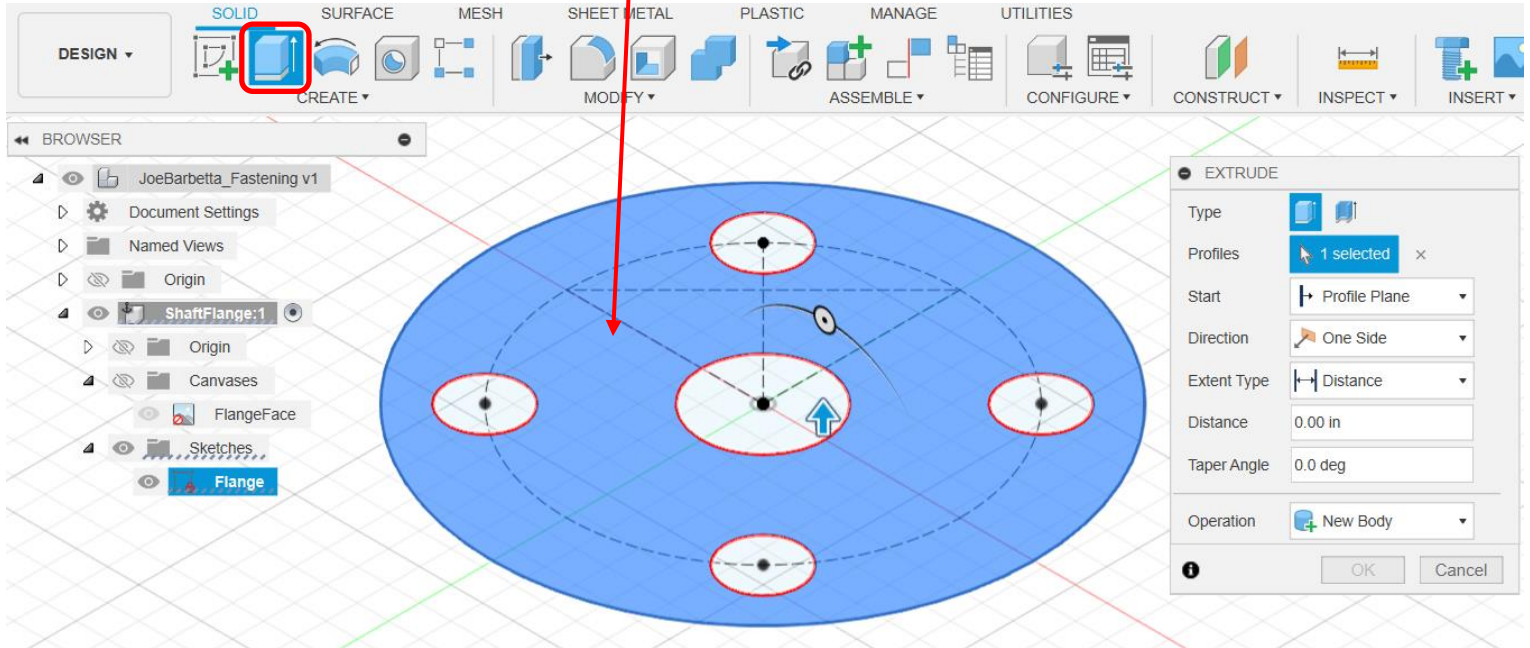 SOLID SURFACE MESH SHEET METAL PLASTIC MANAGE UTILITIES
DESIGN ▾
CREATE ▾ MODIFY ▾ ASSEMBLE ▾ CONFIGURE ▾ CONSTRUCT ▾ INSPECT ▾ INSERT ▾
BROWSER
JoeBarbetta_Fastening v1
Document Settings
Named Views
Origin
ShaftFlange:1
Origin
Canvases
FlangeFace
Sketches
Flange
EXTRUDE
Type
Profiles 1 selected ×
Start Profile Plane
Direction One Side
Extent Type Distance
Distance 0.00 in
Taper Angle 0.0 deg
Operation New Body
OK Cancel